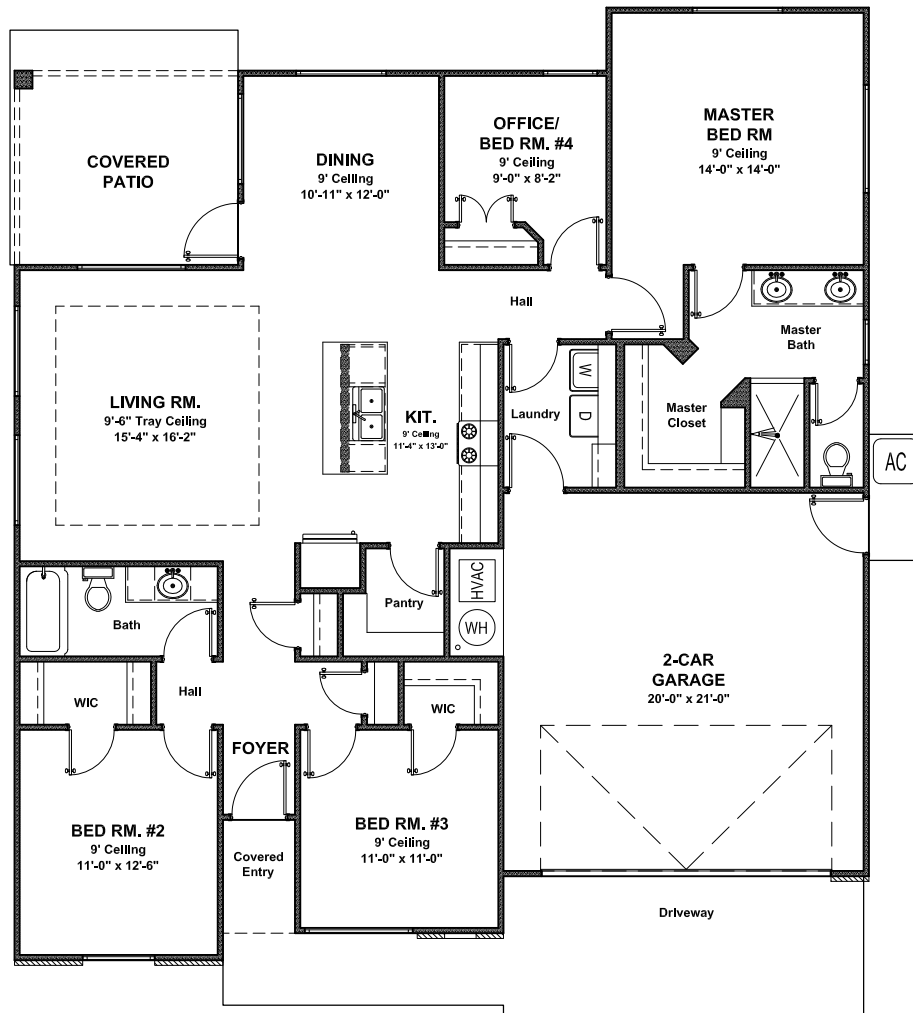 COVERED
PATIO
DINING
9' Ceiling
10'-11" x 12'-0"
OFFICE/
BED RM. #4
9' Ceiling
9'-0" x 8'-2"
MASTER
BED RM
9' Ceiling
14'-0" x 14'-0"
Hall
Master
Bath
LIVING RM.
9'-6" Tray Ceiling
15'-4" x 16'-2"
KIT.
9' Ceiling
11'-4" x 13'-0"
Laundry
W
D
Master
Closet
AC
Bath
Pantry
HVAC
WH
WIC
Hall
WIC
2-CAR
GARAGE
20'-0" x 21'-0"
FOYER
BED RM. #2
9' Ceiling
11'-0" x 12'-6"
Covered
Entry
BED RM. #3
9' Ceiling
11'-0" x 11'-0"
Driveway